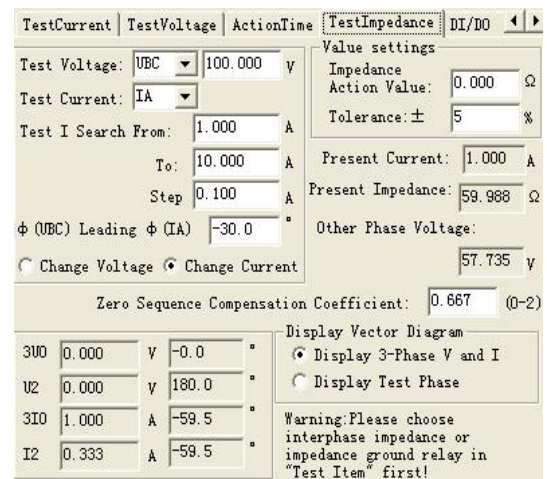 TestCurrent TestVoltage ActionTime TestImpedance DI/DO
Test Voltage: UBC 100.000 V
Test Current: IA
Test I Search From: 1.000 A
To: 10.000 A
Step 0.100 A
ϕ(UBC) Leading ϕ(IA) -30.0 °
Change Voltage Change Current
Value settings
Impedance
Action Value: 0.000 Ω
Tolerance:± 5 %
Present Current: 1.000 A
Present Impedance: 59.988 Ω
Other Phase Voltage:
57.735 V
Zero Sequence Compensation Coefficient: 0.667 (0-2)
3U0 0.000 V -0.0 °
U2 0.000 V 180.0 °
3I0 1.000 A -59.5 °
I2 0.333 A -59.5 °
Display Vector Diagram
Display 3-Phase V and I
Display Test Phase
Warning:Please choose
interphase impedance or
impedance ground relay in
"Test Item" first!